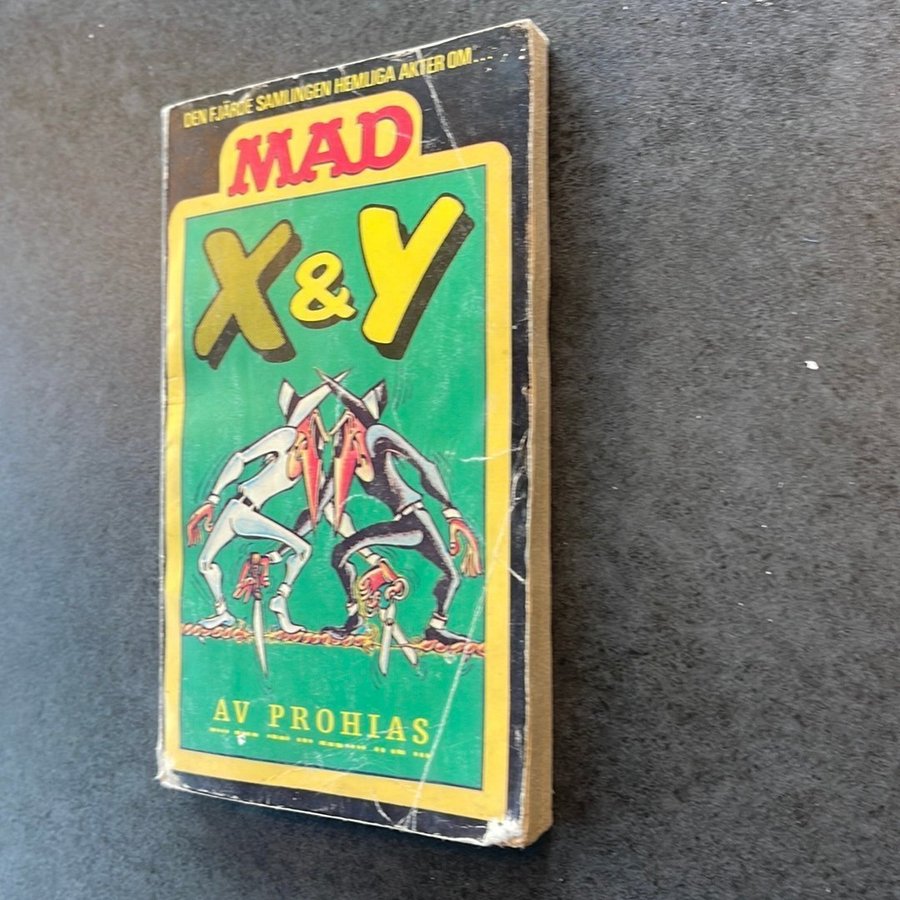 DEN FJÄRDE SAMLINGEN HEMLIGA AKTER OM...
MAD
X & Y
AV PROHIAS